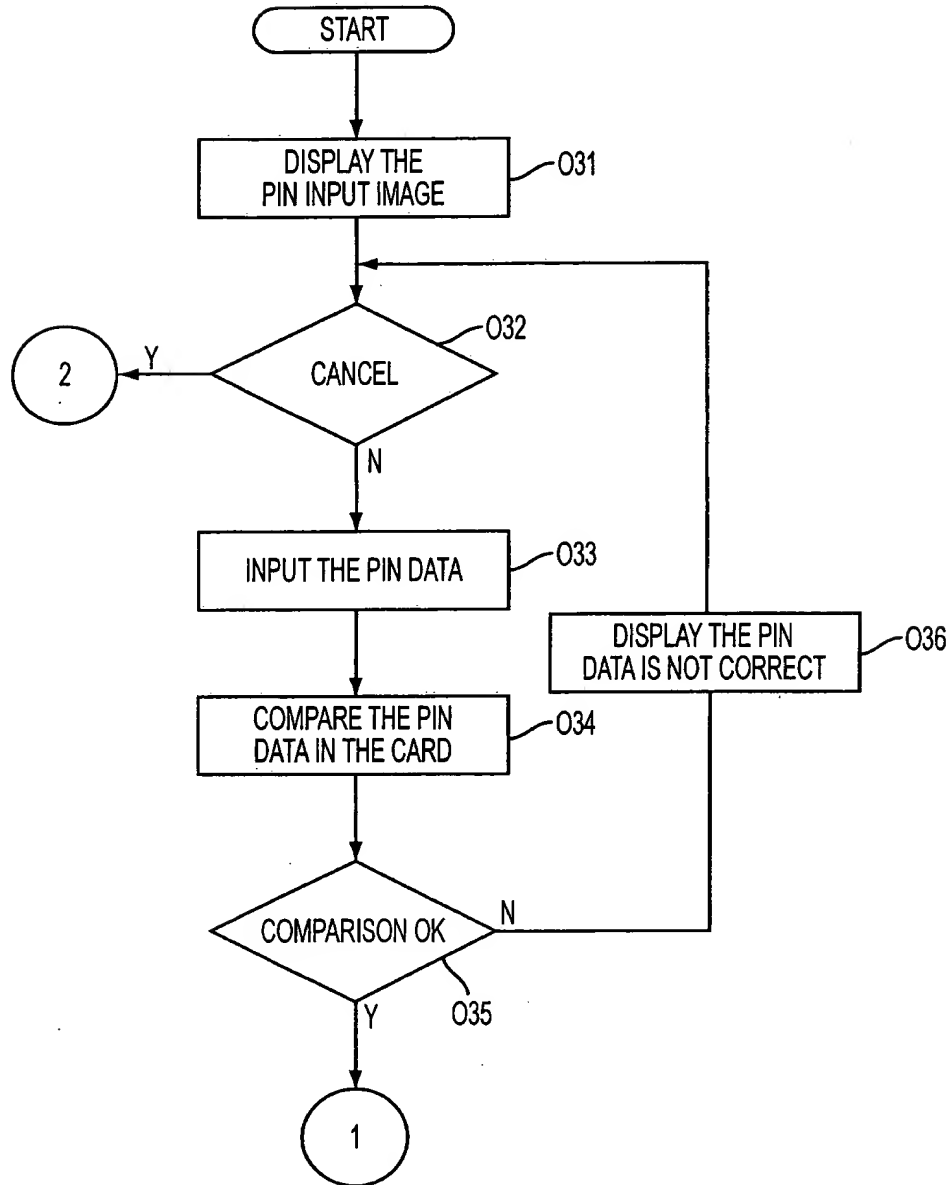 START
DISPLAY THE
PIN INPUT IMAGE
O31
O32
CANCEL
Y
2
N
INPUT THE PIN DATA
O33
DISPLAY THE PIN
DATA IS NOT CORRECT
O36
COMPARE THE PIN
DATA IN THE CARD
O34
COMPARISON OK
N
O35
Y
1